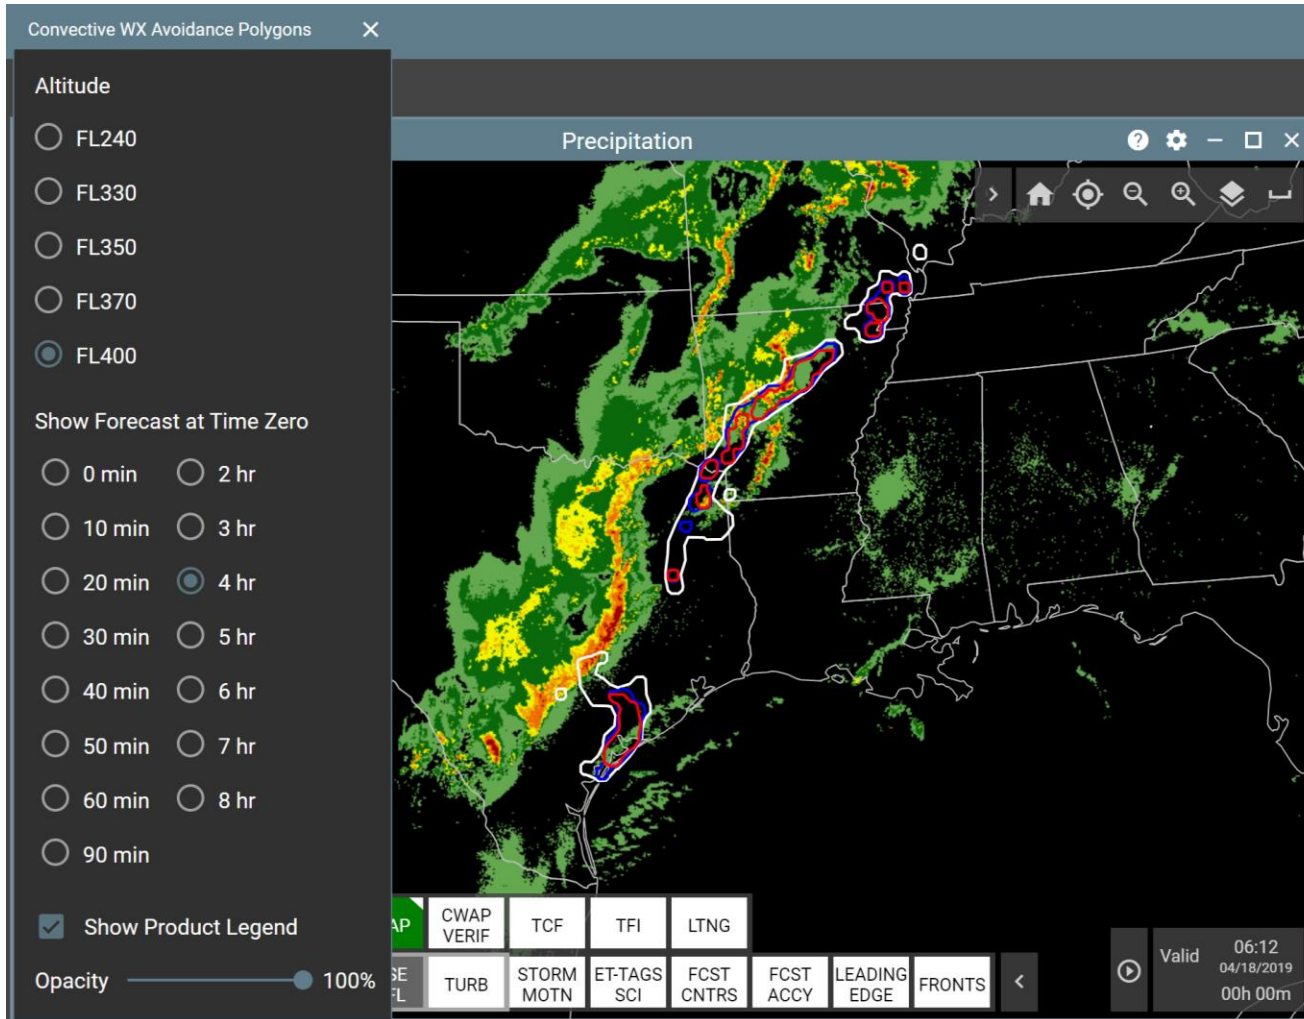 Convective WX Avoidance Polygons
Altitude
FL240
FL330
FL350
FL370
FL400
Show Forecast at Time Zero
0 min 2 hr
10 min 3 hr
20 min 4 hr
30 min 5 hr
40 min 6 hr
50 min 7 hr
60 min 8 hr
90 min
Show Product Legend
Opacity 100%
Precipitation
AP
CWAP
VERIF
TCF
TFI
LTNG
SE
FL
TURB
STORM
MOTN
ET-TAGS
SCI
FCST
CNTRS
FCST
ACCY
LEADING
EDGE
FRONTS
Valid 06:12
04/18/2019
00h 00m